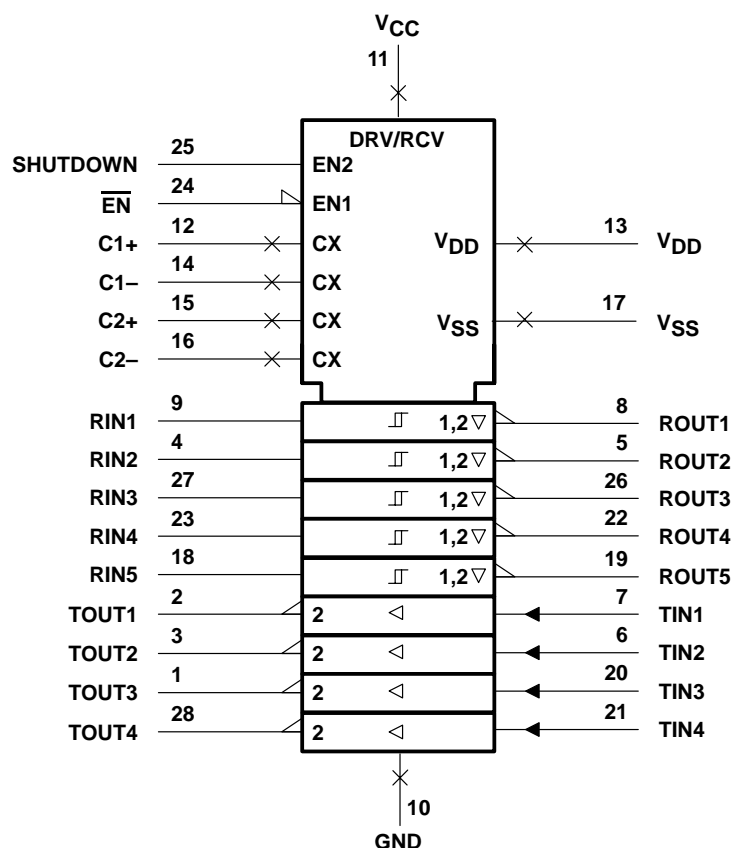 VCC
11
DRV/RCV
SHUTDOWN 25 EN2
EN 24 EN1
C1+ 12 CX VDD 13 VDD
C1– 14 CX
C2+ 15 CX VSS 17 VSS
C2– 16 CX
RIN1 9 1,2 8 ROUT1
RIN2 4 1,2 5 ROUT2
RIN3 27 1,2 26 ROUT3
RIN4 23 1,2 22 ROUT4
RIN5 18 1,2 19 ROUT5
TOUT1 2 2 7 TIN1
TOUT2 3 2 6 TIN2
TOUT3 1 2 20 TIN3
TOUT4 28 2 21 TIN4
10
GND